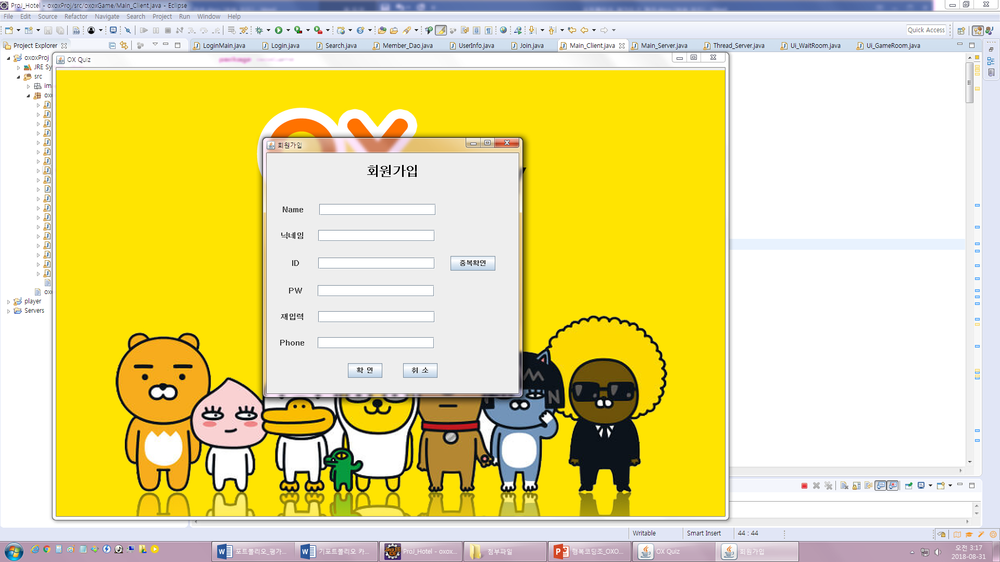 ProJ_Hotel - oxoxProj/src/oxoxGame/Main_Client.java - Eclipse
File Edit Source Refactor Navigate Search Project Run Window Help
Quick Access
Project Explorer
LoginMain.java Login.java Search.java Member_Dao.java UserInfo.java Join.java Main_Client.java Main_Server.java Thread_Server.java Ui_WaitRoom.java Ui_GameRoom.java
oxoxProj
JRE Sy
src
im
oxo
oxo
player
Servers
OX Quiz
package
OX
회원가입
회원가입
Name
닉네임
ID 중복확인
PW
재입력
Phone
확 인 취 소
Writable Smart Insert 44 : 44
포트폴리오_평가... 기포트폴리오 카... ProJ_Hotel - oxox... 첨부파일 행복코딩조_OXO... OX Quiz 회원가입
오전 3:17
2018-08-31